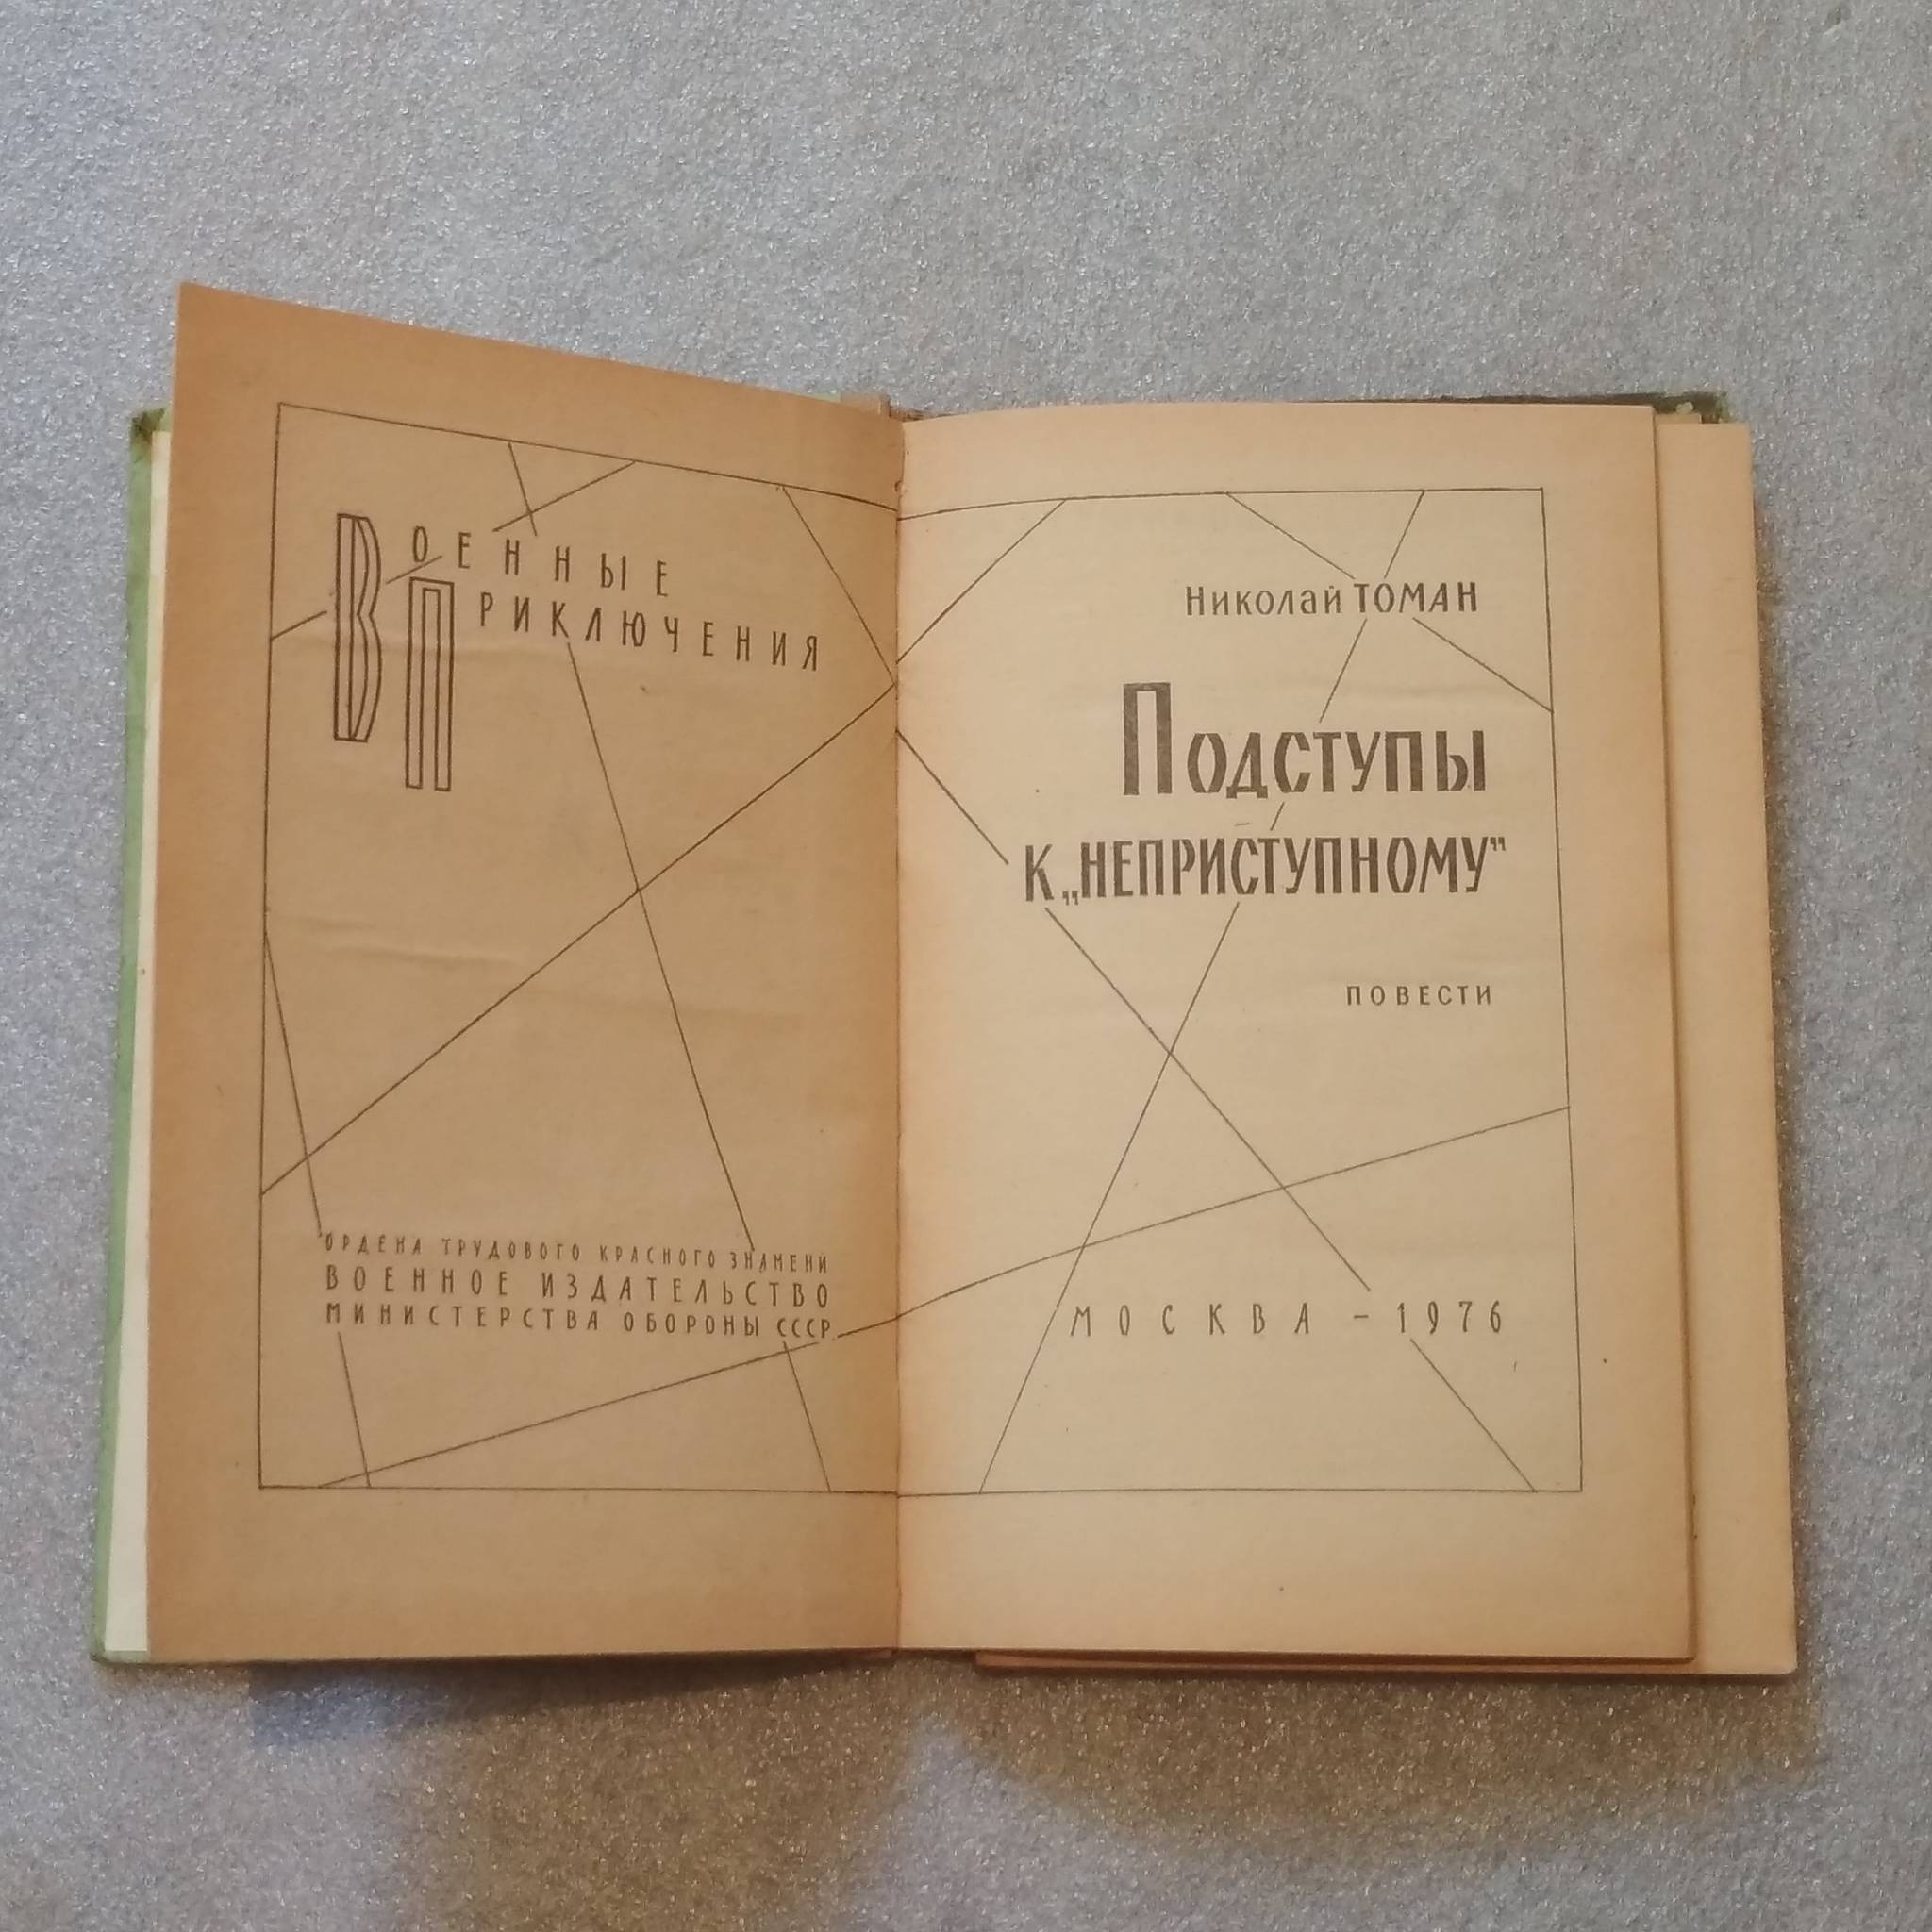 ВОЕННЫЕ
ПРИКЛЮЧЕНИЯ
ОРДЕНА ТРУДОВОГО КРАСНОГО ЗНАМЕНИ
ВОЕННОЕ ИЗДАТЕЛЬСТВО
МИНИСТЕРСТВА ОБОРОНЫ СССР
Николай ТОМАН
Подступы
к „НЕПРИСТУПНОМУ“
ПОВЕСТИ
МОСКВА – 1976